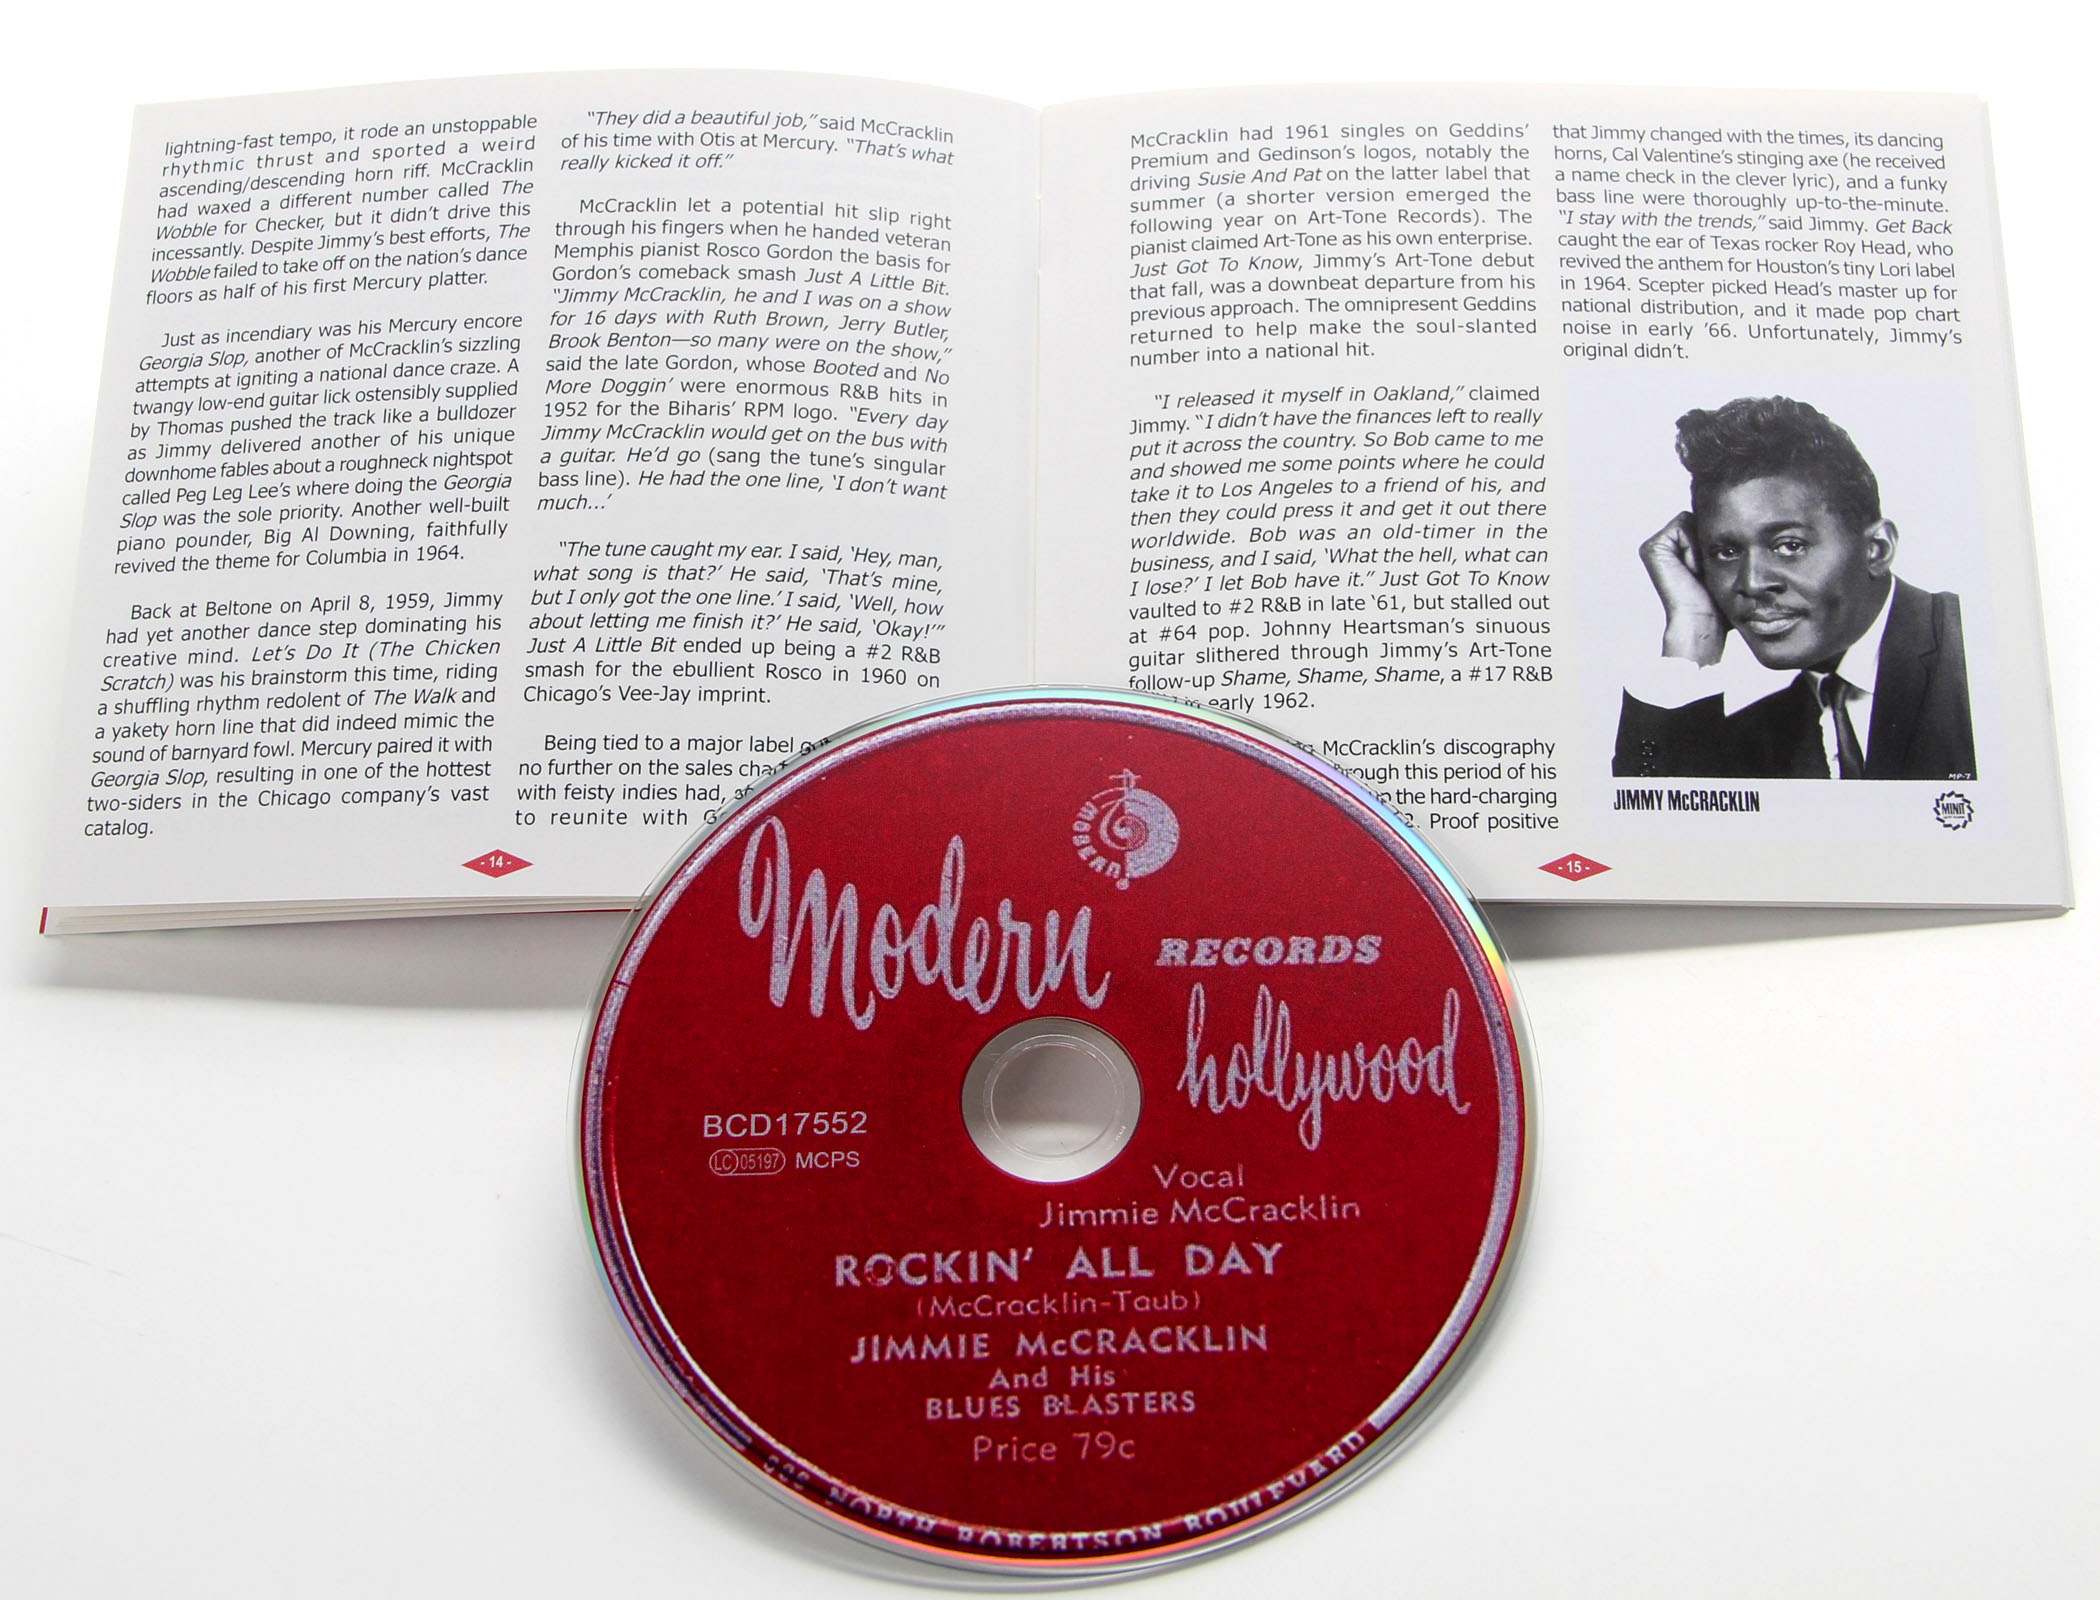 lightning-fast tempo, it rode an unstoppable
rhythmic thrust and sported a weird
ascending/descending horn riff. McCracklin
had waxed a different number called The
Wobble for Checker, but it didn't drive this
incessantly. Despite Jimmy's best efforts, The
Wobble failed to take off on the nation's dance
floors as half of his first Mercury platter.
Just as incendiary was his Mercury encore
Georgia Slop, another of McCracklin's sizzling
attempts at igniting a national dance craze. A
twangy low-end guitar lick ostensibly supplied
by Thomas pushed the track like a bulldozer
as Jimmy delivered another of his unique
downhome fables about a roughneck nightspot
called Peg Leg Lee's where doing the Georgia
Slop was the sole priority. Another well-built
piano pounder, Big Al Downing, faithfully
revived the theme for Columbia in 1964.
Back at Beltone on April 8, 1959, Jimmy
had yet another dance step dominating his
creative mind. Let's Do It (The Chicken
Scratch) was his brainstorm this time, riding
a shuffling rhythm redolent of The Walk and
a yakety horn line that did indeed mimic the
sound of barnyard fowl. Mercury paired it with
Georgia Slop, resulting in one of the hottest
two-siders in the Chicago company's vast
catalog.
"They did a beautiful job," said McCracklin
of his time with Otis at Mercury. "That's what
really kicked it off."
McCracklin let a potential hit slip right
through his fingers when he handed veteran
Memphis pianist Rosco Gordon the basis for
Gordon's comeback smash Just A Little Bit.
"Jimmy McCracklin, he and I was on a show
for 16 days with Ruth Brown, Jerry Butler,
Brook Benton—so many were on the show,"
said the late Gordon, whose Booted and No
More Doggin' were enormous R&B hits in
1952 for the Biharis' RPM logo. "Every day
Jimmy McCracklin would get on the bus with
a guitar. He'd go (sang the tune's singular
bass line). He had the one line, 'I don't want
much...'
"The tune caught my ear. I said, 'Hey, man,
what song is that?' He said, 'That's mine,
but I only got the one line.' I said, 'Well, how
about letting me finish it?' He said, 'Okay!'"
Just A Little Bit ended up being a #2 R&B
smash for the ebullient Rosco in 1960 on
Chicago's Vee-Jay imprint.
Being tied to a major label
no further on the sales
with feisty indies had,
to reunite with
- 14 -
McCracklin had 1961 singles on Geddins'
Premium and Gedinson's logos, notably the
driving Susie And Pat on the latter label that
summer (a shorter version emerged the
following year on Art-Tone Records). The
pianist claimed Art-Tone as his own enterprise.
Just Got To Know, Jimmy's Art-Tone debut
that fall, was a downbeat departure from his
previous approach. The omnipresent Geddins
returned to help make the soul-slanted
number into a national hit.
"I released it myself in Oakland," claimed
Jimmy. "I didn't have the finances left to really
put it across the country. So Bob came to me
and showed me some points where he could
take it to Los Angeles to a friend of his, and
then they could press it and get it out there
worldwide. Bob was an old-timer in the
business, and I said, 'What the hell, what can
I lose?' I let Bob have it." Just Got To Know
vaulted to #2 R&B in late '61, but stalled out
at #64 pop. Johnny Heartsman's sinuous
guitar slithered through Jimmy's Art-Tone
follow-up Shame, Shame, Shame, a #17 R&B
in early 1962.
McCracklin's discography
through this period of his
the hard-charging
Proof positive
that Jimmy changed with the times, its dancing
horns, Cal Valentine's stinging axe (he received
a name check in the clever lyric), and a funky
bass line were thoroughly up-to-the-minute.
"I stay with the trends," said Jimmy. Get Back
caught the ear of Texas rocker Roy Head, who
revived the anthem for Houston's tiny Lori label
in 1964. Scepter picked Head's master up for
national distribution, and it made pop chart
noise in early '66. Unfortunately, Jimmy's
original didn't.
MP-7
JIMMY McCRACKLIN
MINIT
- 15 -
MODERN
Modern RECORDS
hollywood
BCD17552
LC 05197 MCPS
Vocal
Jimmie McCracklin
ROCKIN' ALL DAY
(McCracklin-Taub)
JIMMIE McCRACKLIN
And His
BLUES BLASTERS
Price 79c
NORTH ROBERTSON BOULEVARD